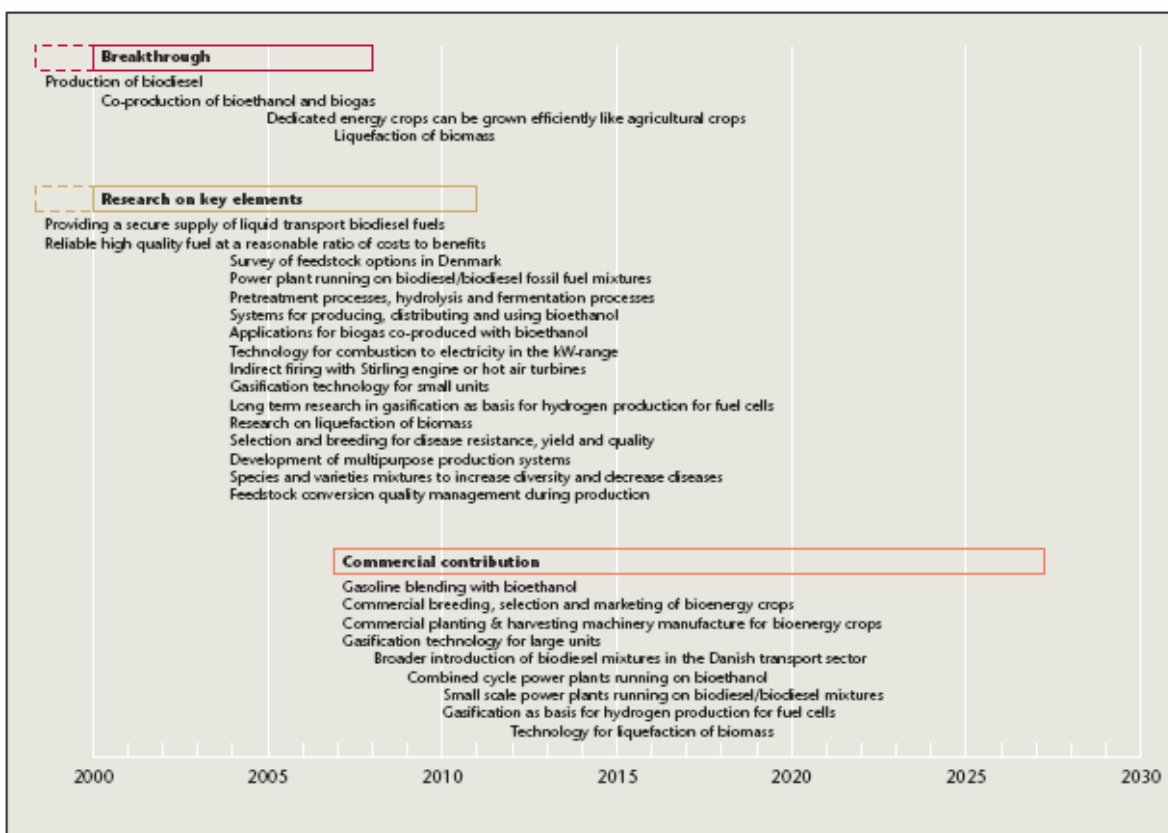 Breakthrough
Production of biodiesel
Co-production of bioethanol and biogas
Dedicated energy crops can be grown efficiently like agricultural crops
Liquefaction of biomass
Research on key elements
Providing a secure supply of liquid transport biodiesel fuels
Reliable high quality fuel at a reasonable ratio of costs to benefits
Survey of feedstock options in Denmark
Power plant running on biodiesel/biodiesel fossil fuel mixtures
Pretreatment processes, hydrolysis and fermentation processes
Systems for producing, distributing and using bioethanol
Applications for biogas co-produced with bioethanol
Technology for combustion to electricity in the kW-range
Indirect firing with Stirling engine or hot air turbines
Gasification technology for small units
Long term research in gasification as basis for hydrogen production for fuel cells
Research on liquefaction of biomass
Selection and breeding for disease resistance, yield and quality
Development of multipurpose production systems
Species and varieties mixtures to increase diversity and decrease diseases
Feedstock conversion quality management during production
Commercial contribution
Gasoline blending with bioethanol
Commercial breeding, selection and marketing of bioenergy crops
Commercial planting & harvesting machinery manufacture for bioenergy crops
Gasification technology for large units
Broader introduction of biodiesel mixtures in the Danish transport sector
Combined cycle power plants running on bioethanol
Small scale power plants running on biodiesel/biodiesel mixtures
Gasification as basis for hydrogen production for fuel cells
Technology for liquefaction of biomass
2000 2005 2010 2015 2020 2025 2030